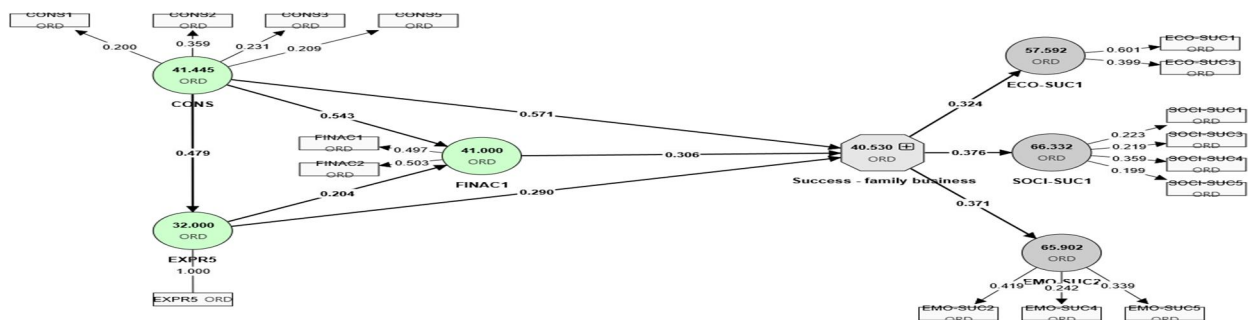 CONS1
CONS2
CONS3
CONS5
ORD
ORD
ORD
ORD
0.200
0.359
0.231
0.209
41.445
ORD
CONS
0.543
0.571
0.479
FINAC1
ORD
0.497
FINAC2
ORD
0.503
41.000
ORD
FINAC1
0.306
0.204
0.290
32.000
ORD
EXPR5
1.000
EXPR5 ORD
40.530
ORD
Success - family business
0.324
0.376
0.371
57.592
ORD
ECO-SUC1
0.601
0.399
ECO-SUC1
ORD
ECO-SUC3
ORD
66.332
ORD
SOCI-SUC1
0.223
0.219
0.359
0.199
SOCI-SUC1
ORD
SOCI-SUC3
ORD
SOCI-SUC4
ORD
SOCI-SUC5
ORD
65.902
ORD
EMO-SUC2
0.419
0.242
0.339
EMO-SUC2
ORD
EMO-SUC4
ORD
EMO-SUC5
ORD